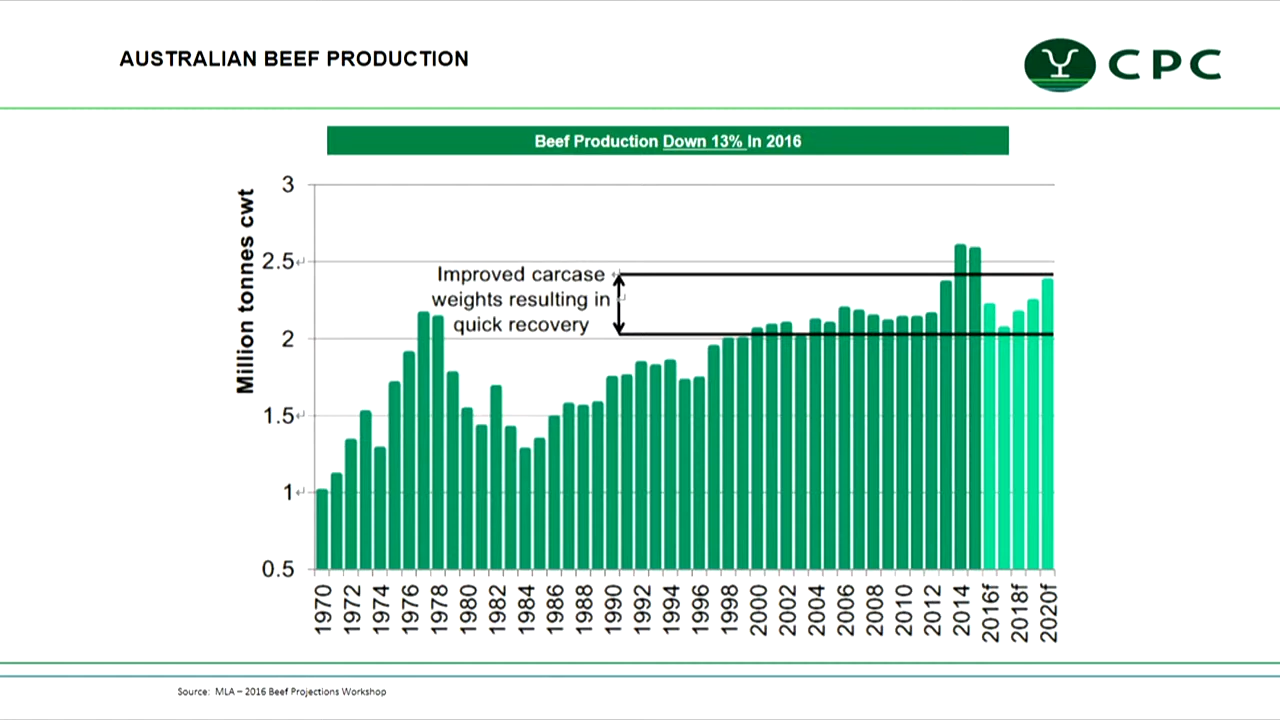 AUSTRALIAN BEEF PRODUCTION
CPC
Beef Production Down 13% In 2016
Million tonnes cwt
3
2.5
2
1.5
1
0.5
Improved carcase
weights resulting in
quick recovery
1970
1972
1974
1976
1978
1980
1982
1984
1986
1988
1990
1992
1994
1996
1998
2000
2002
2004
2006
2008
2010
2012
2014
2016f
2018f
2020f
Source: MLA – 2016 Beef Projections Workshop